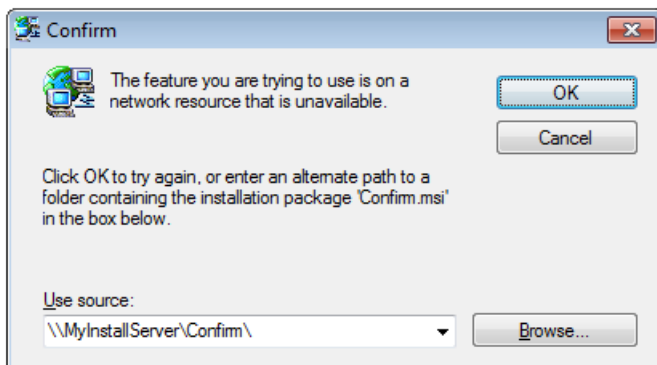 Confirm
The feature you are trying to use is on a
network resource that is unavailable.
OK
Cancel
Click OK to try again, or enter an alternate path to a
folder containing the installation package 'Confirm.msi'
in the box below.
Use source:
\\MyInstallServer\Confirm\
Browse...